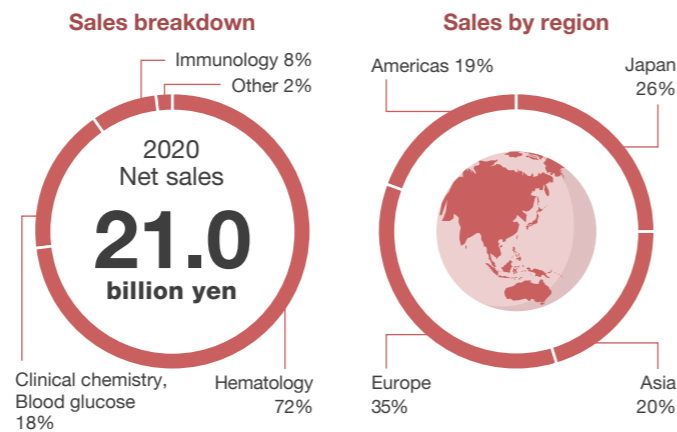 Sales breakdown
Immunology 8%
Other 2%
2020
Net sales
21.0
billion yen
Clinical chemistry,
Blood glucose
18%
Hematology
72%
Sales by region
Americas 19%
Japan
26%
Europe
35%
Asia
20%